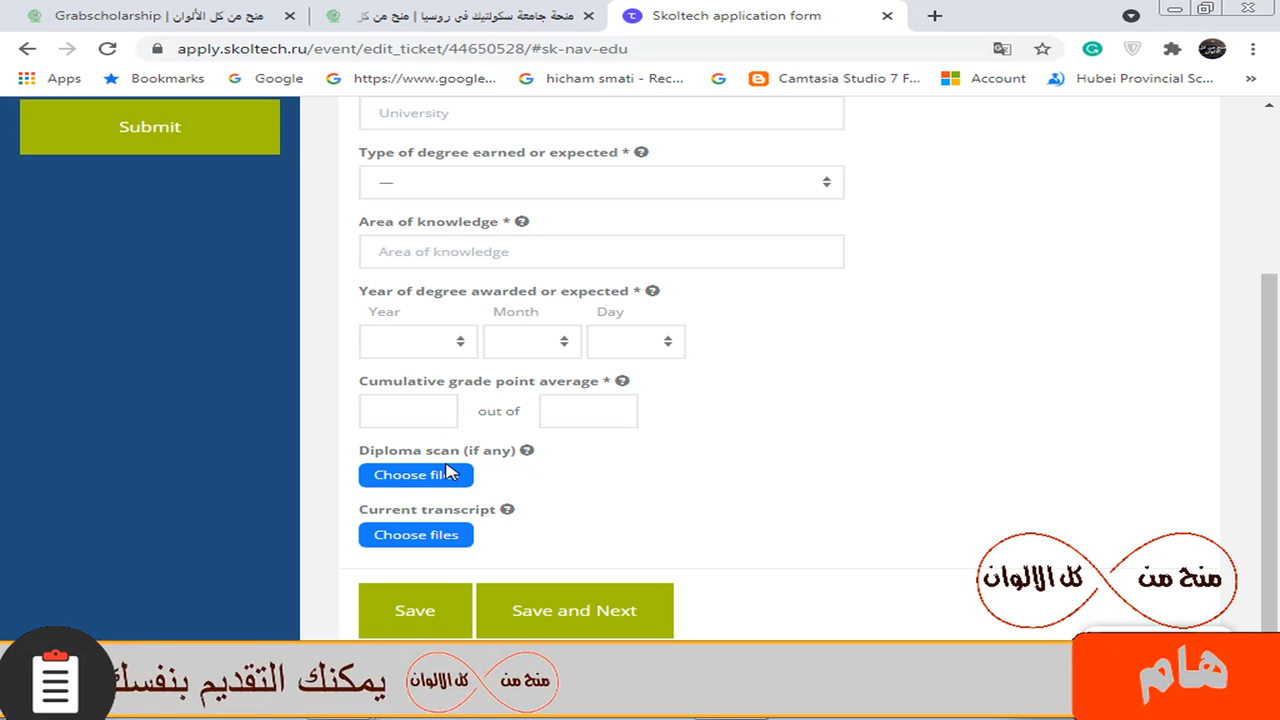 Grabscholarship | منح من كل الألوان
منحة جامعة سكولتيك في روسيا | منح من كل
Skoltech application form
apply.skoltech.ru/event/edit_ticket/44650528/#sk-nav-edu
Apps Bookmarks Google https://www.google... hicham smati - Rec... Camtasia Studio 7 F... Account Hubei Provincial Sc... »
Submit
University
Type of degree earned or expected *
—
Area of knowledge *
Area of knowledge
Year of degree awarded or expected *
Year Month Day
Cumulative grade point average *
out of
Diploma scan (if any)
Choose files
Current transcript
Choose files
Save Save and Next
منح من كل الالوان
يمكنك التقديم بنفسك
منح من كل الالوان
هام